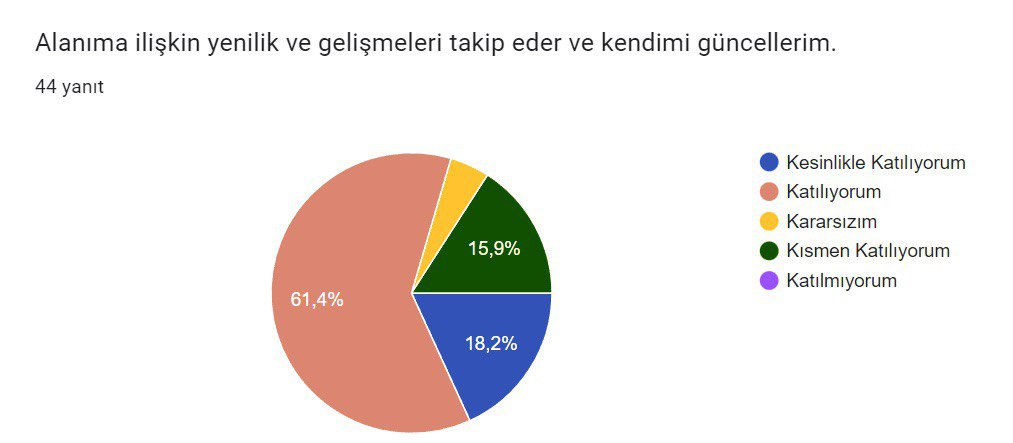 Alanıma ilişkin yenilik ve gelişmeleri takip eder ve kendimi güncellerim.
44 yanıt
Kesinlikle Katılıyorum
Katılıyorum
Kararsızım
Kısmen Katılıyorum
Katılmıyorum
15,9%
61,4%
18,2%